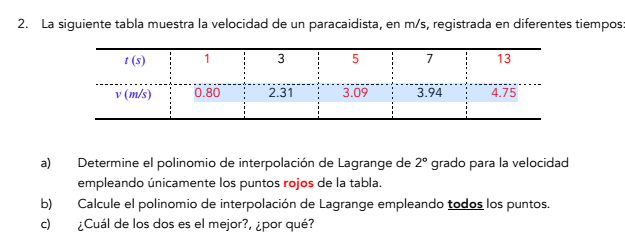 2. La siguiente tabla muestra la velocidad de un paracaidista, en m/s, registrada en diferentes tiempos:
t (s) 1 3 5 7 13
v (m/s) 0.80 2.31 3.09 3.94 4.75
a) Determine el polinomio de interpolación de Lagrange de 2º grado para la velocidad
empleando únicamente los puntos rojos de la tabla.
b) Calcule el polinomio de interpolación de Lagrange empleando todos los puntos.
c) ¿Cuál de los dos es el mejor?, ¿por qué?